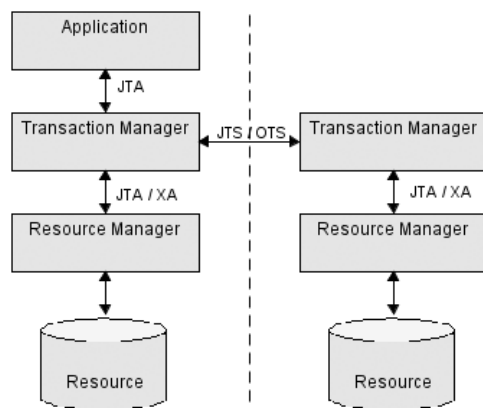 Application
JTA
Transaction Manager
JTS / OTS
Transaction Manager
JTA / XA
JTA / XA
Resource Manager
Resource Manager
Resource
Resource